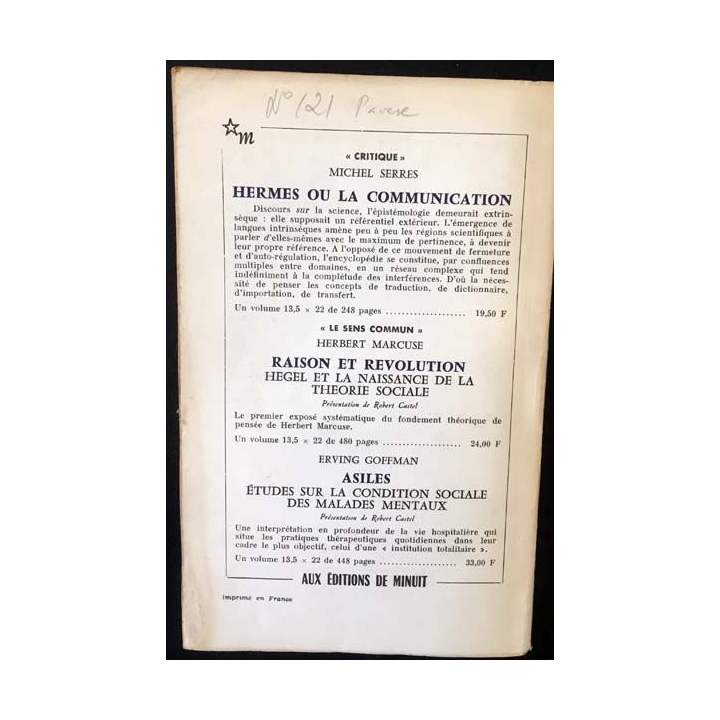 N° 121 Pavese
m
« CRITIQUE »
MICHEL SERRES
HERMES OU LA COMMUNICATION
Discours sur la science, l'épistémologie demeurait extrin-
sèque : elle supposait un référentiel extérieur. L'émergence de
langues intrinsèques amène peu à peu les régions scientifiques à
parler d'elles-mêmes avec le maximum de pertinence, à devenir
leur propre référence. A l'opposé de ce mouvement de fermeture
et d'auto-régulation, l'encyclopédie se constitue, par confluences
multiples entre domaines, en un réseau complexe qui tend
indéfiniment à la complétude des interférences. D'où la néces-
sité de penser les concepts de traduction, de dictionnaire,
d'importation, de transfert.
Un volume 13,5 × 22 de 248 pages .................... 19,50 F
« LE SENS COMMUN »
HERBERT MARCUSE
RAISON ET REVOLUTION
HEGEL ET LA NAISSANCE DE LA
THEORIE SOCIALE
Présentation de Robert Castel
Le premier exposé systématique du fondement théorique de
pensée de Herbert Marcuse.
Un volume 13,5 × 22 de 480 pages .................... 24,00 F
ERVING GOFFMAN
ASILES
ÉTUDES SUR LA CONDITION SOCIALE
DES MALADES MENTAUX
Présentation de Robert Castel
Une interprétation en profondeur de la vie hospitalière qui
situe les pratiques thérapeutiques quotidiennes dans leur
cadre le plus objectif, celui d'une « institution totalitaire ».
Un volume 13,5 × 22 de 448 pages .................... 33,00 F
AUX ÉDITIONS DE MINUIT
Imprimé en France